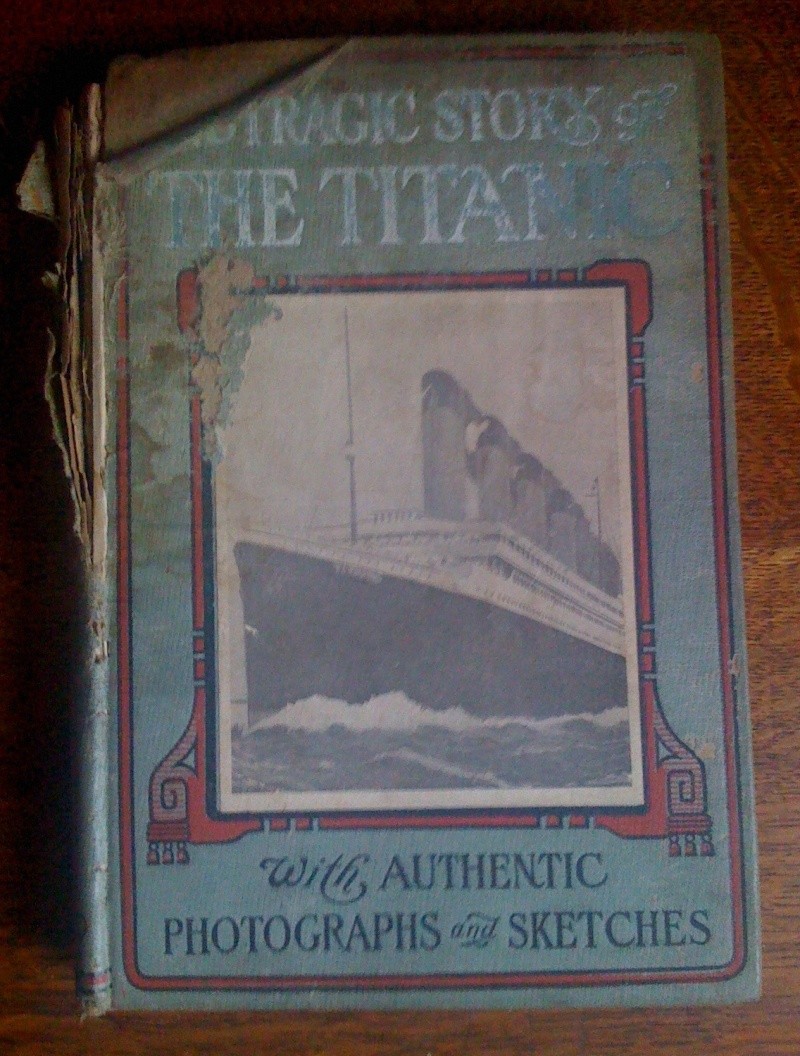 TRAGIC STORY of
THE TITANIC
With AUTHENTIC
PHOTOGRAPHS and SKETCHES